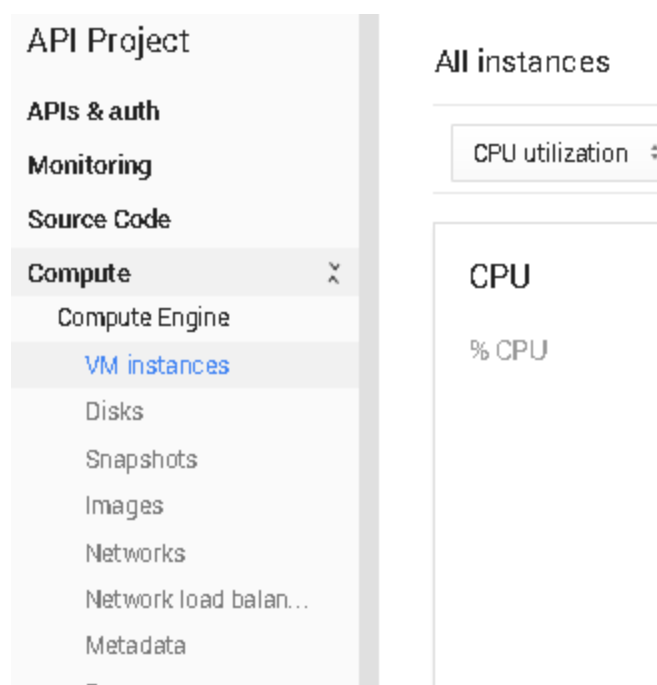 API Project
APIs & auth
Monitoring
Source Code
Compute
Compute Engine
VM instances
Disks
Snapshots
Images
Networks
Network load balan...
Metadata
All instances
CPU utilization
CPU
% CPU